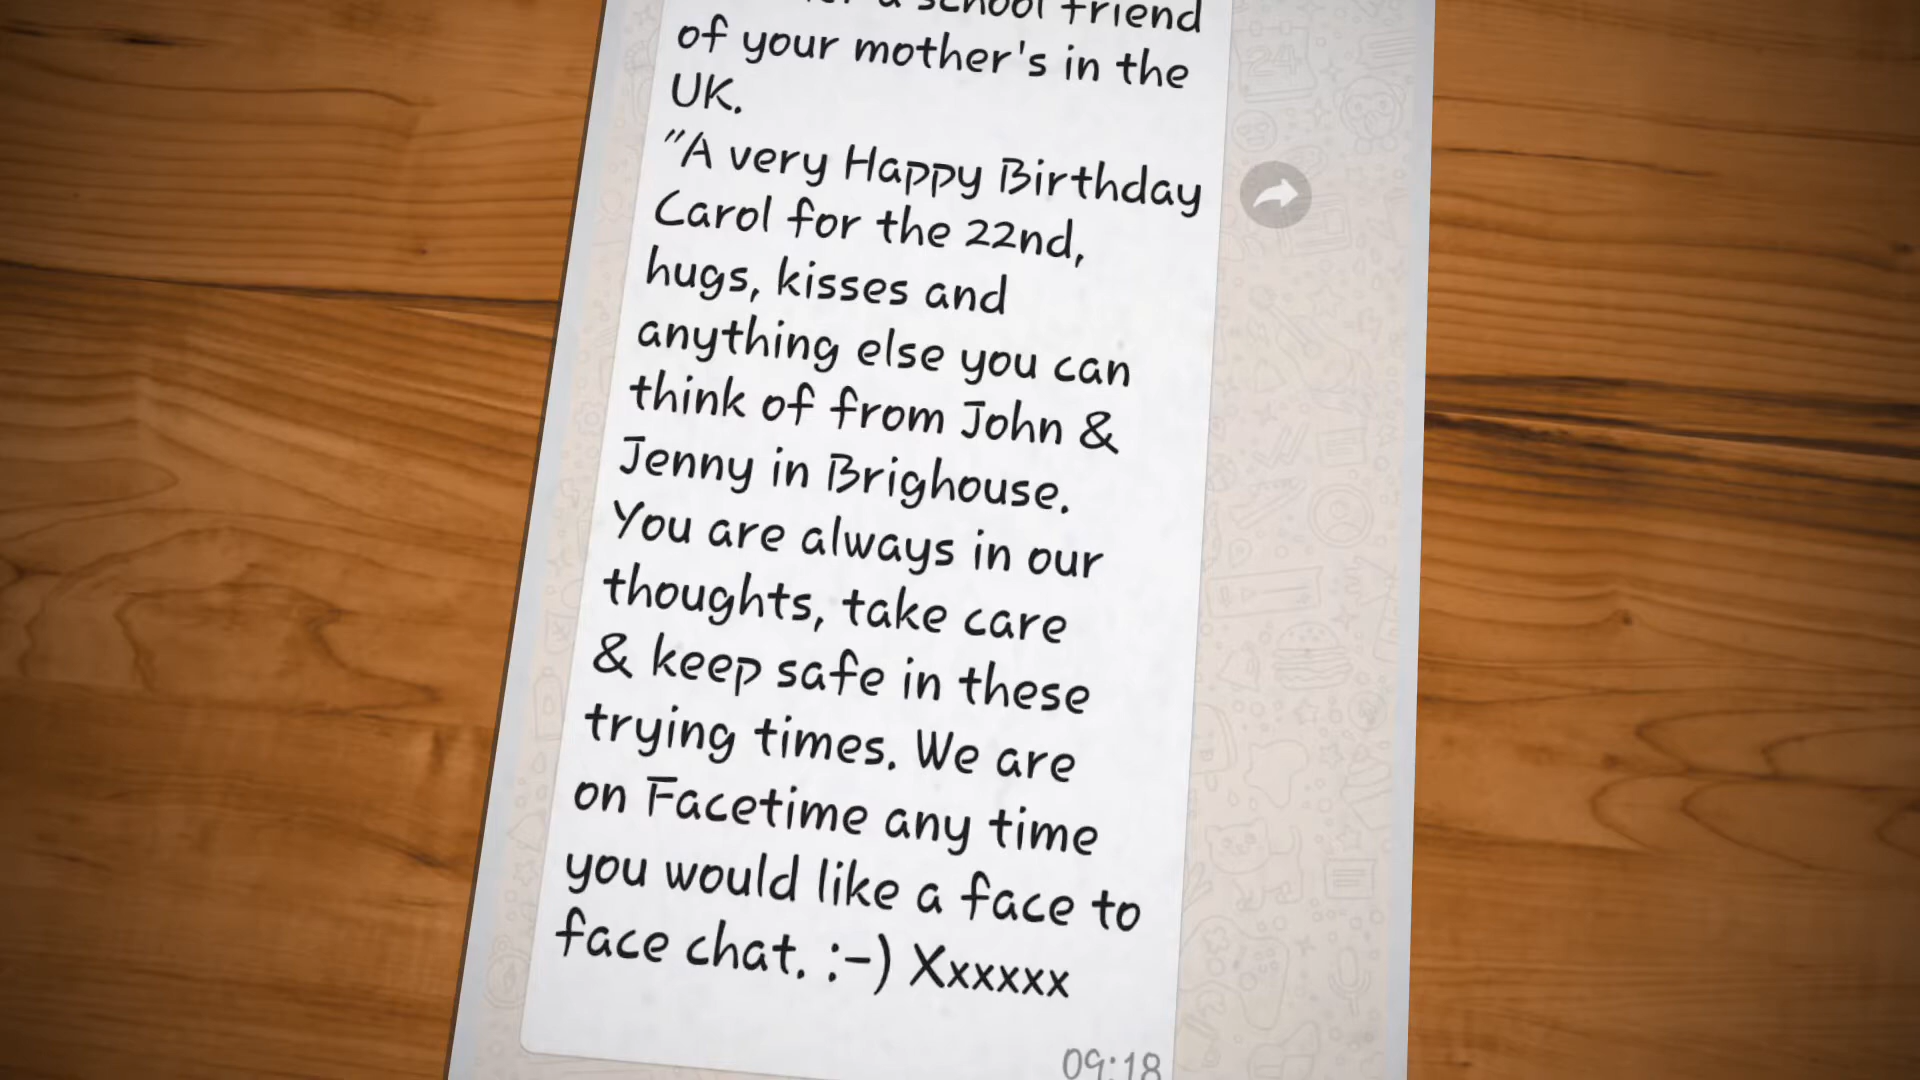 a school friend
of your mother's in the
UK.
"A very Happy Birthday
Carol for the 22nd,
hugs, kisses and
anything else you can
think of from John &
Jenny in Brighouse.
You are always in our
thoughts, take care
& keep safe in these
trying times. We are
on Facetime any time
you would like a face to
face chat. :-) Xxxxxx
09:18